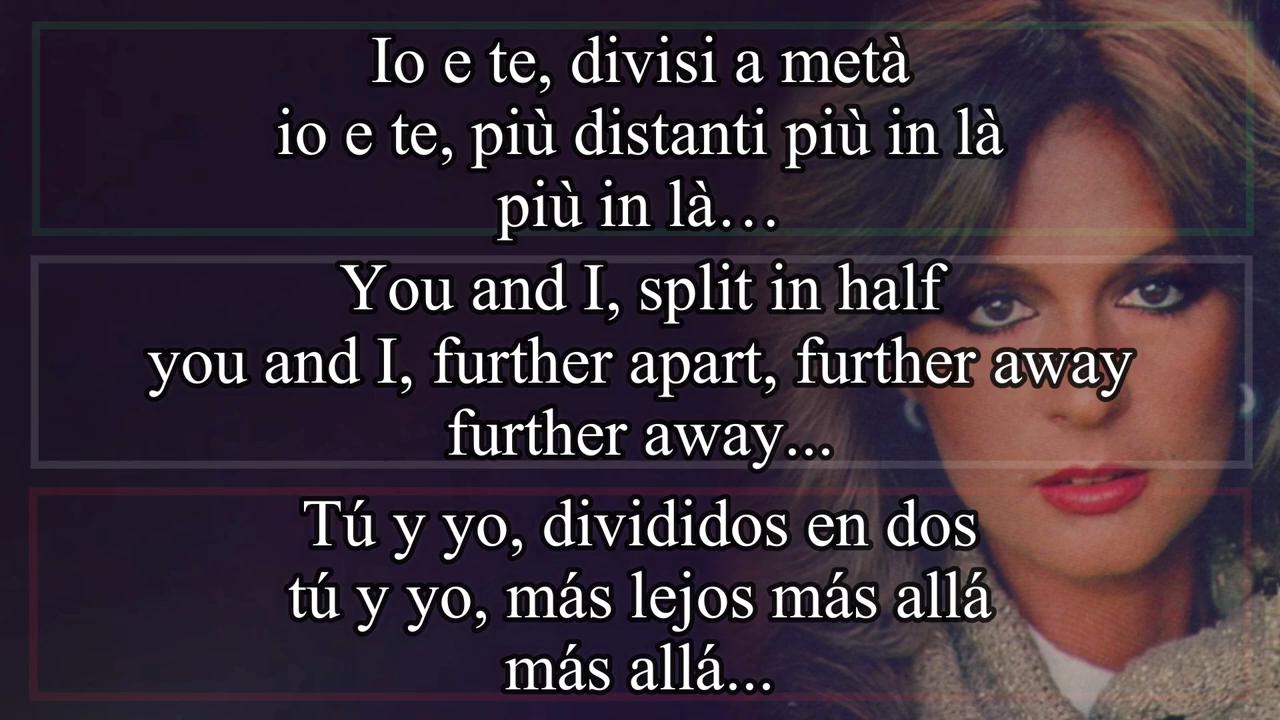 Io e te, divisi a metà
io e te, più distanti più in là
più in là…
You and I, split in half
you and I, further apart, further away
further away...
Tú y yo, divididos en dos
tú y yo, más lejos más allá
más allá...